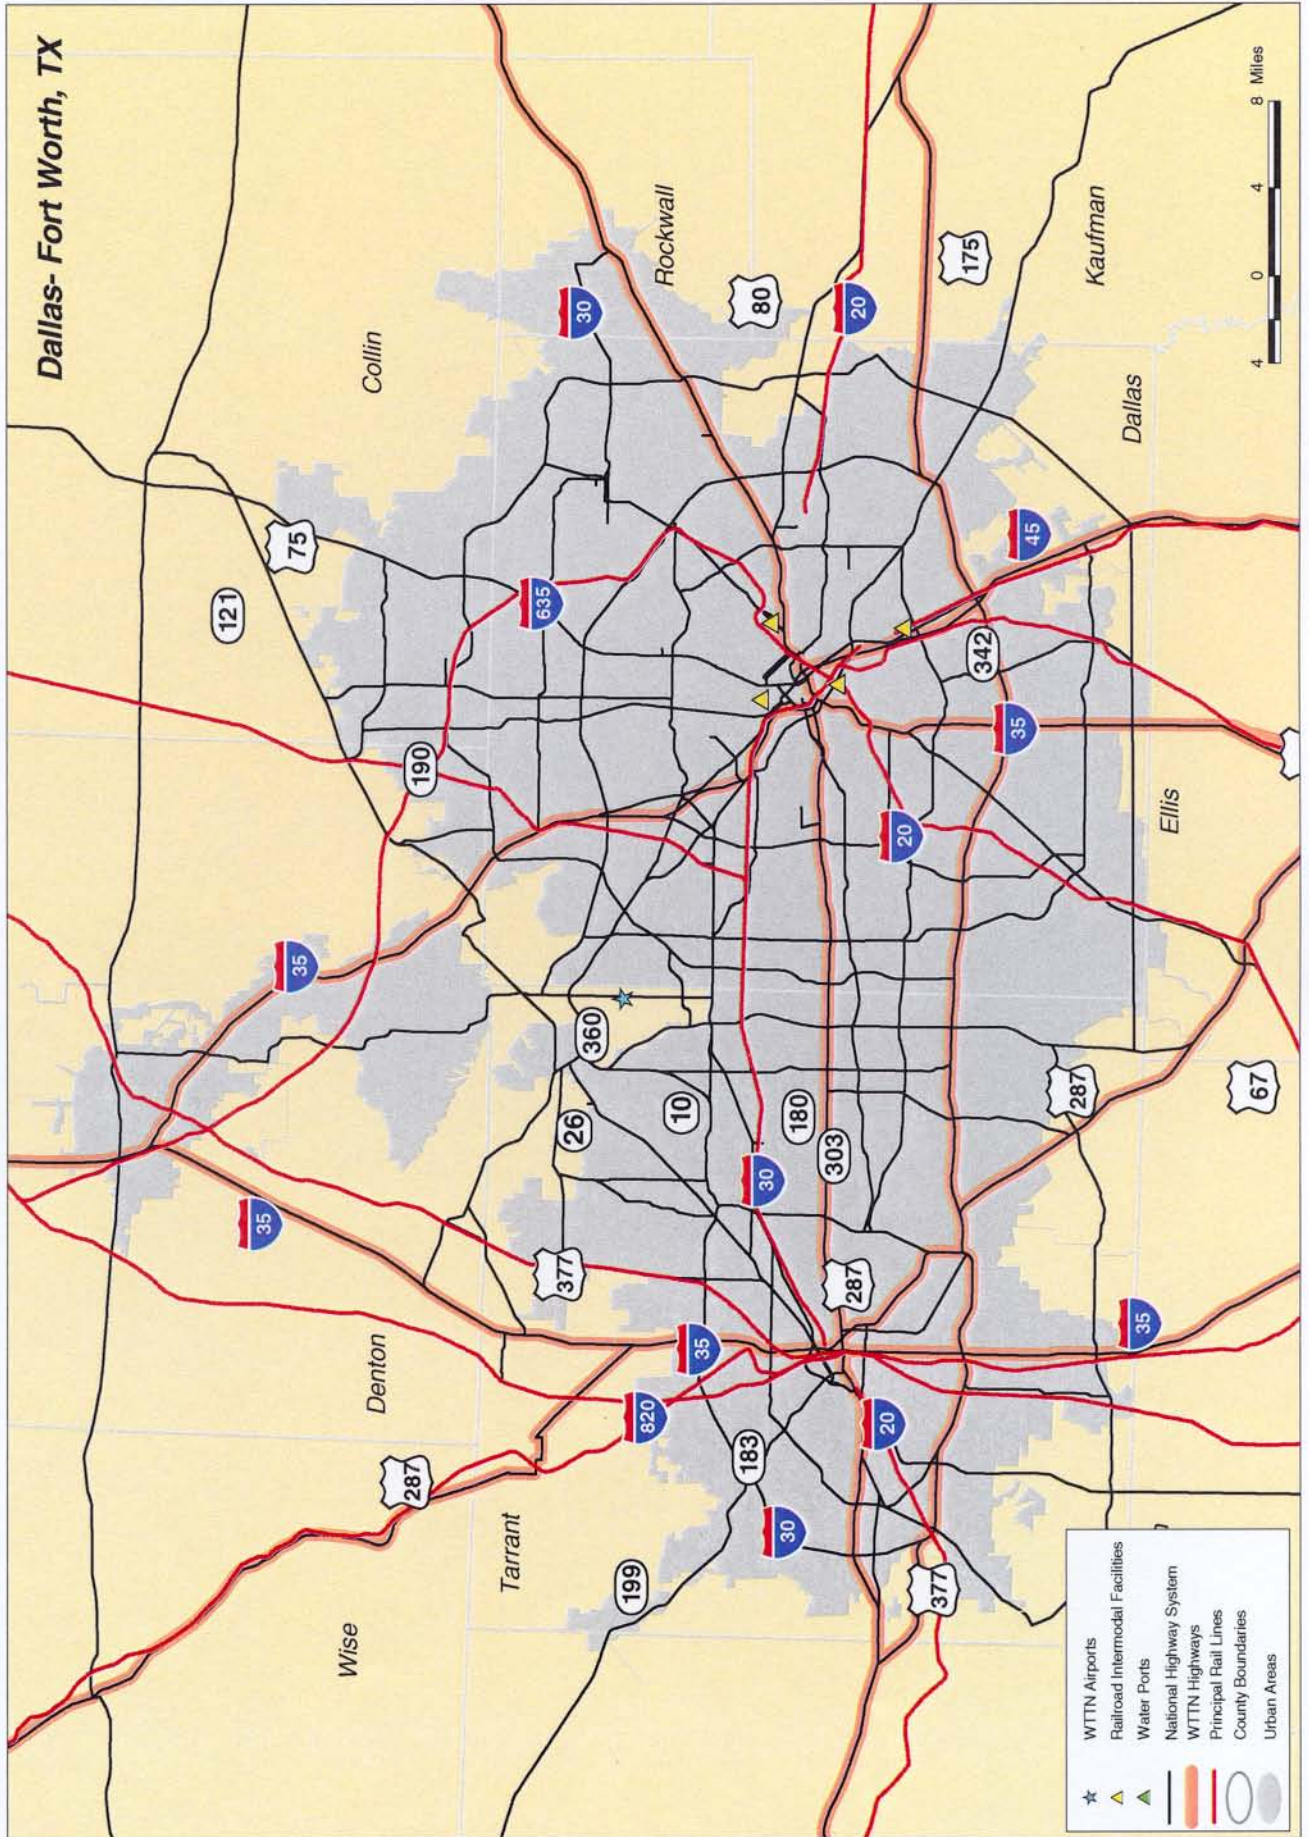 Dallas- Fort Worth, TX
121
35
75
35
Wise
Collin
Denton
287
190
Tarrant
635
377
26
30
360
199
820
Rockwall
10
35
183
80
30
30
180
303
287
20
20
20
377
175
342
35
45
287
Kaufman
Dallas
35
Ellis
67
WTTN Airports
Railroad Intermodal Facilities
Water Ports
National Highway System
WTTN Highways
Principal Rail Lines
County Boundaries
Urban Areas
4 0 4 8 Miles